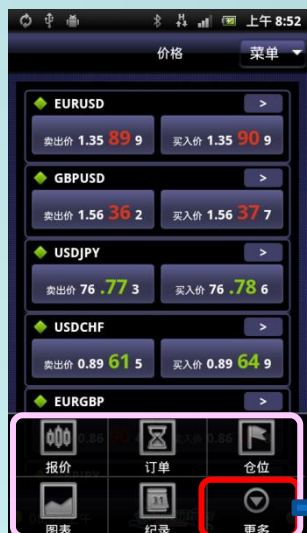 上午 8:52
价格 菜单
EURUSD >
卖出价 1.35 89 9 买入价 1.35 90 9
GBPUSD >
卖出价 1.56 36 2 买入价 1.56 37 7
USDJPY >
卖出价 76 .77 3 买入价 76 .78 6
USDCHF >
卖出价 0.89 61 5 买入价 0.89 64 9
EURGBP >
0.86 0.86
报价 订单 仓位
图表 纪录 更多